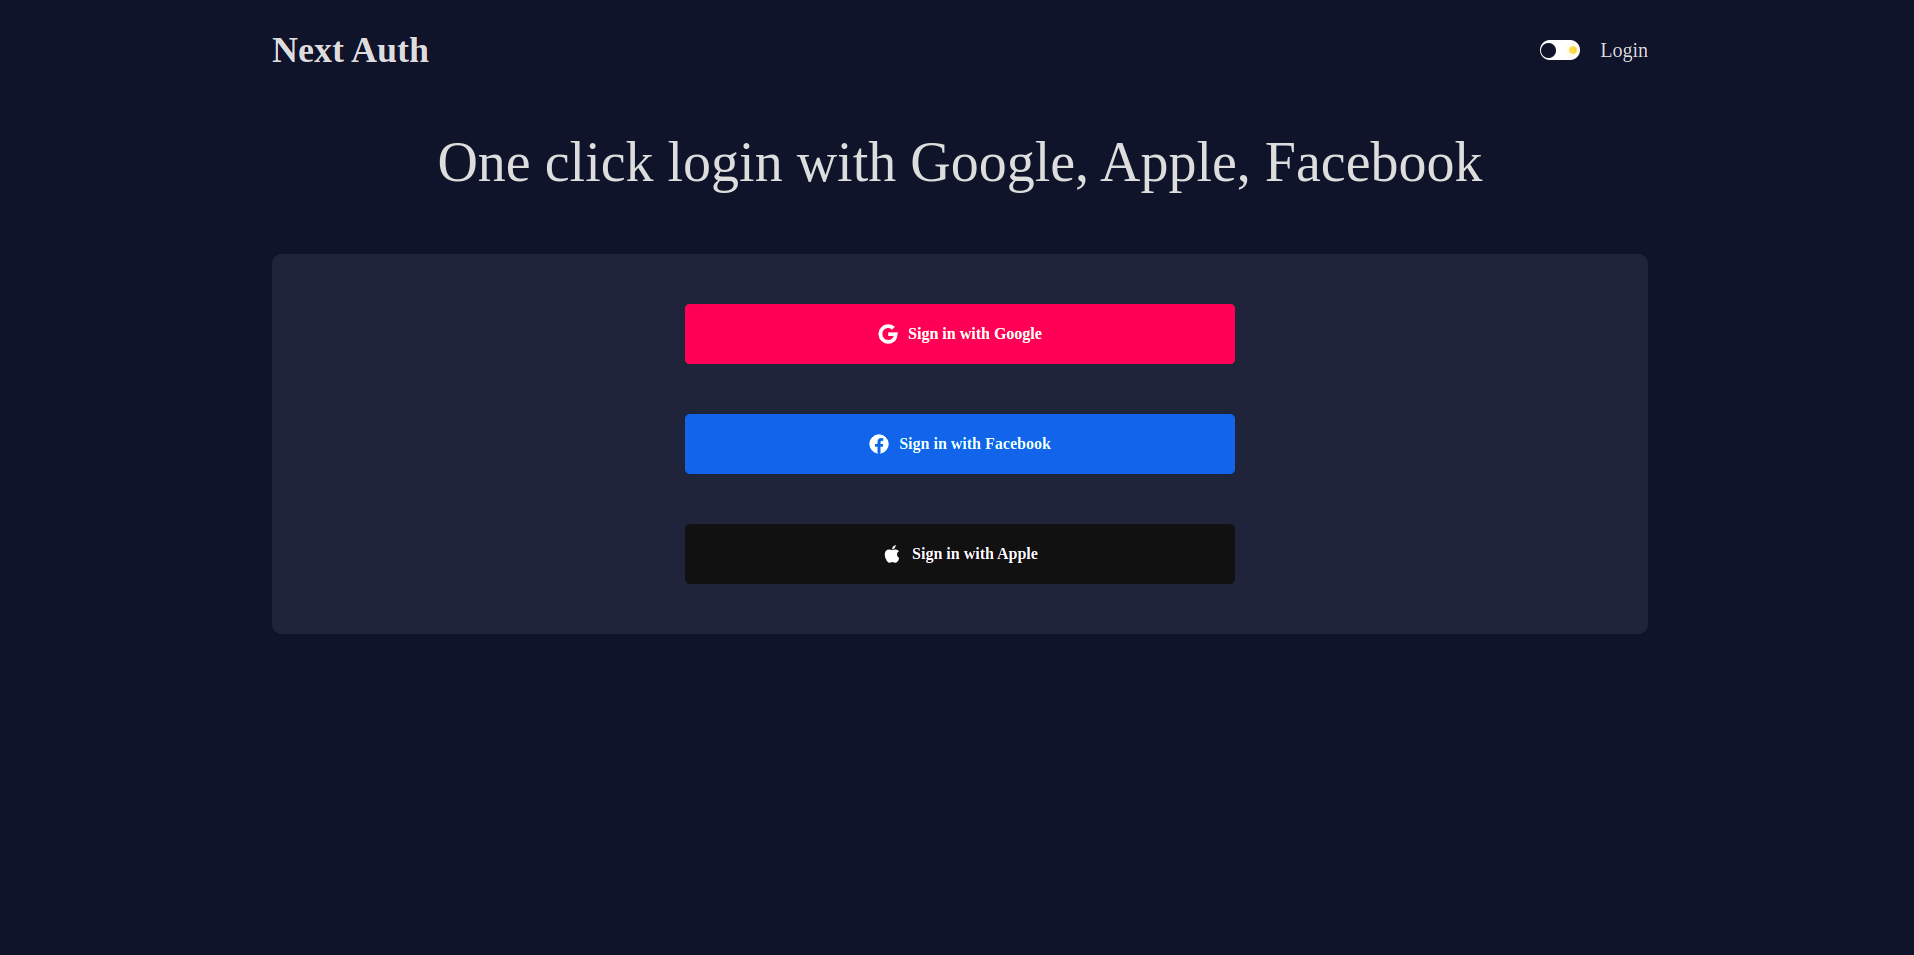 Next Auth
Login
One click login with Google, Apple, Facebook
Sign in with Google
Sign in with Facebook
Sign in with Apple